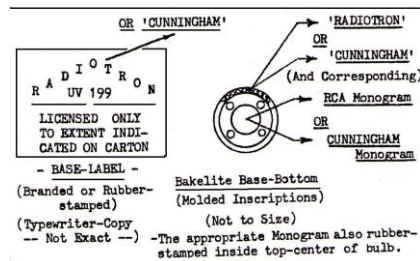 OR 'CUNNINGHAM'
RADIOTRON
UV 199
LICENSED ONLY
TO EXTENT INDI-
CATED ON CARTON
- BASE-LABEL -
(Branded or Rubber-
stamped)
(Typewriter-Copy
-- Not Exact --)
'RADIOTRON'
OR
'CUNNINGHAM'
(And Corresponding)
RCA Monogram
OR
CUNNINGHAM
Monogram
Bakelite Base-Bottom
(Molded Inscriptions)
(Not to Size)
-The appropriate Monogram also rubber-
stamped inside top-center of bulb.